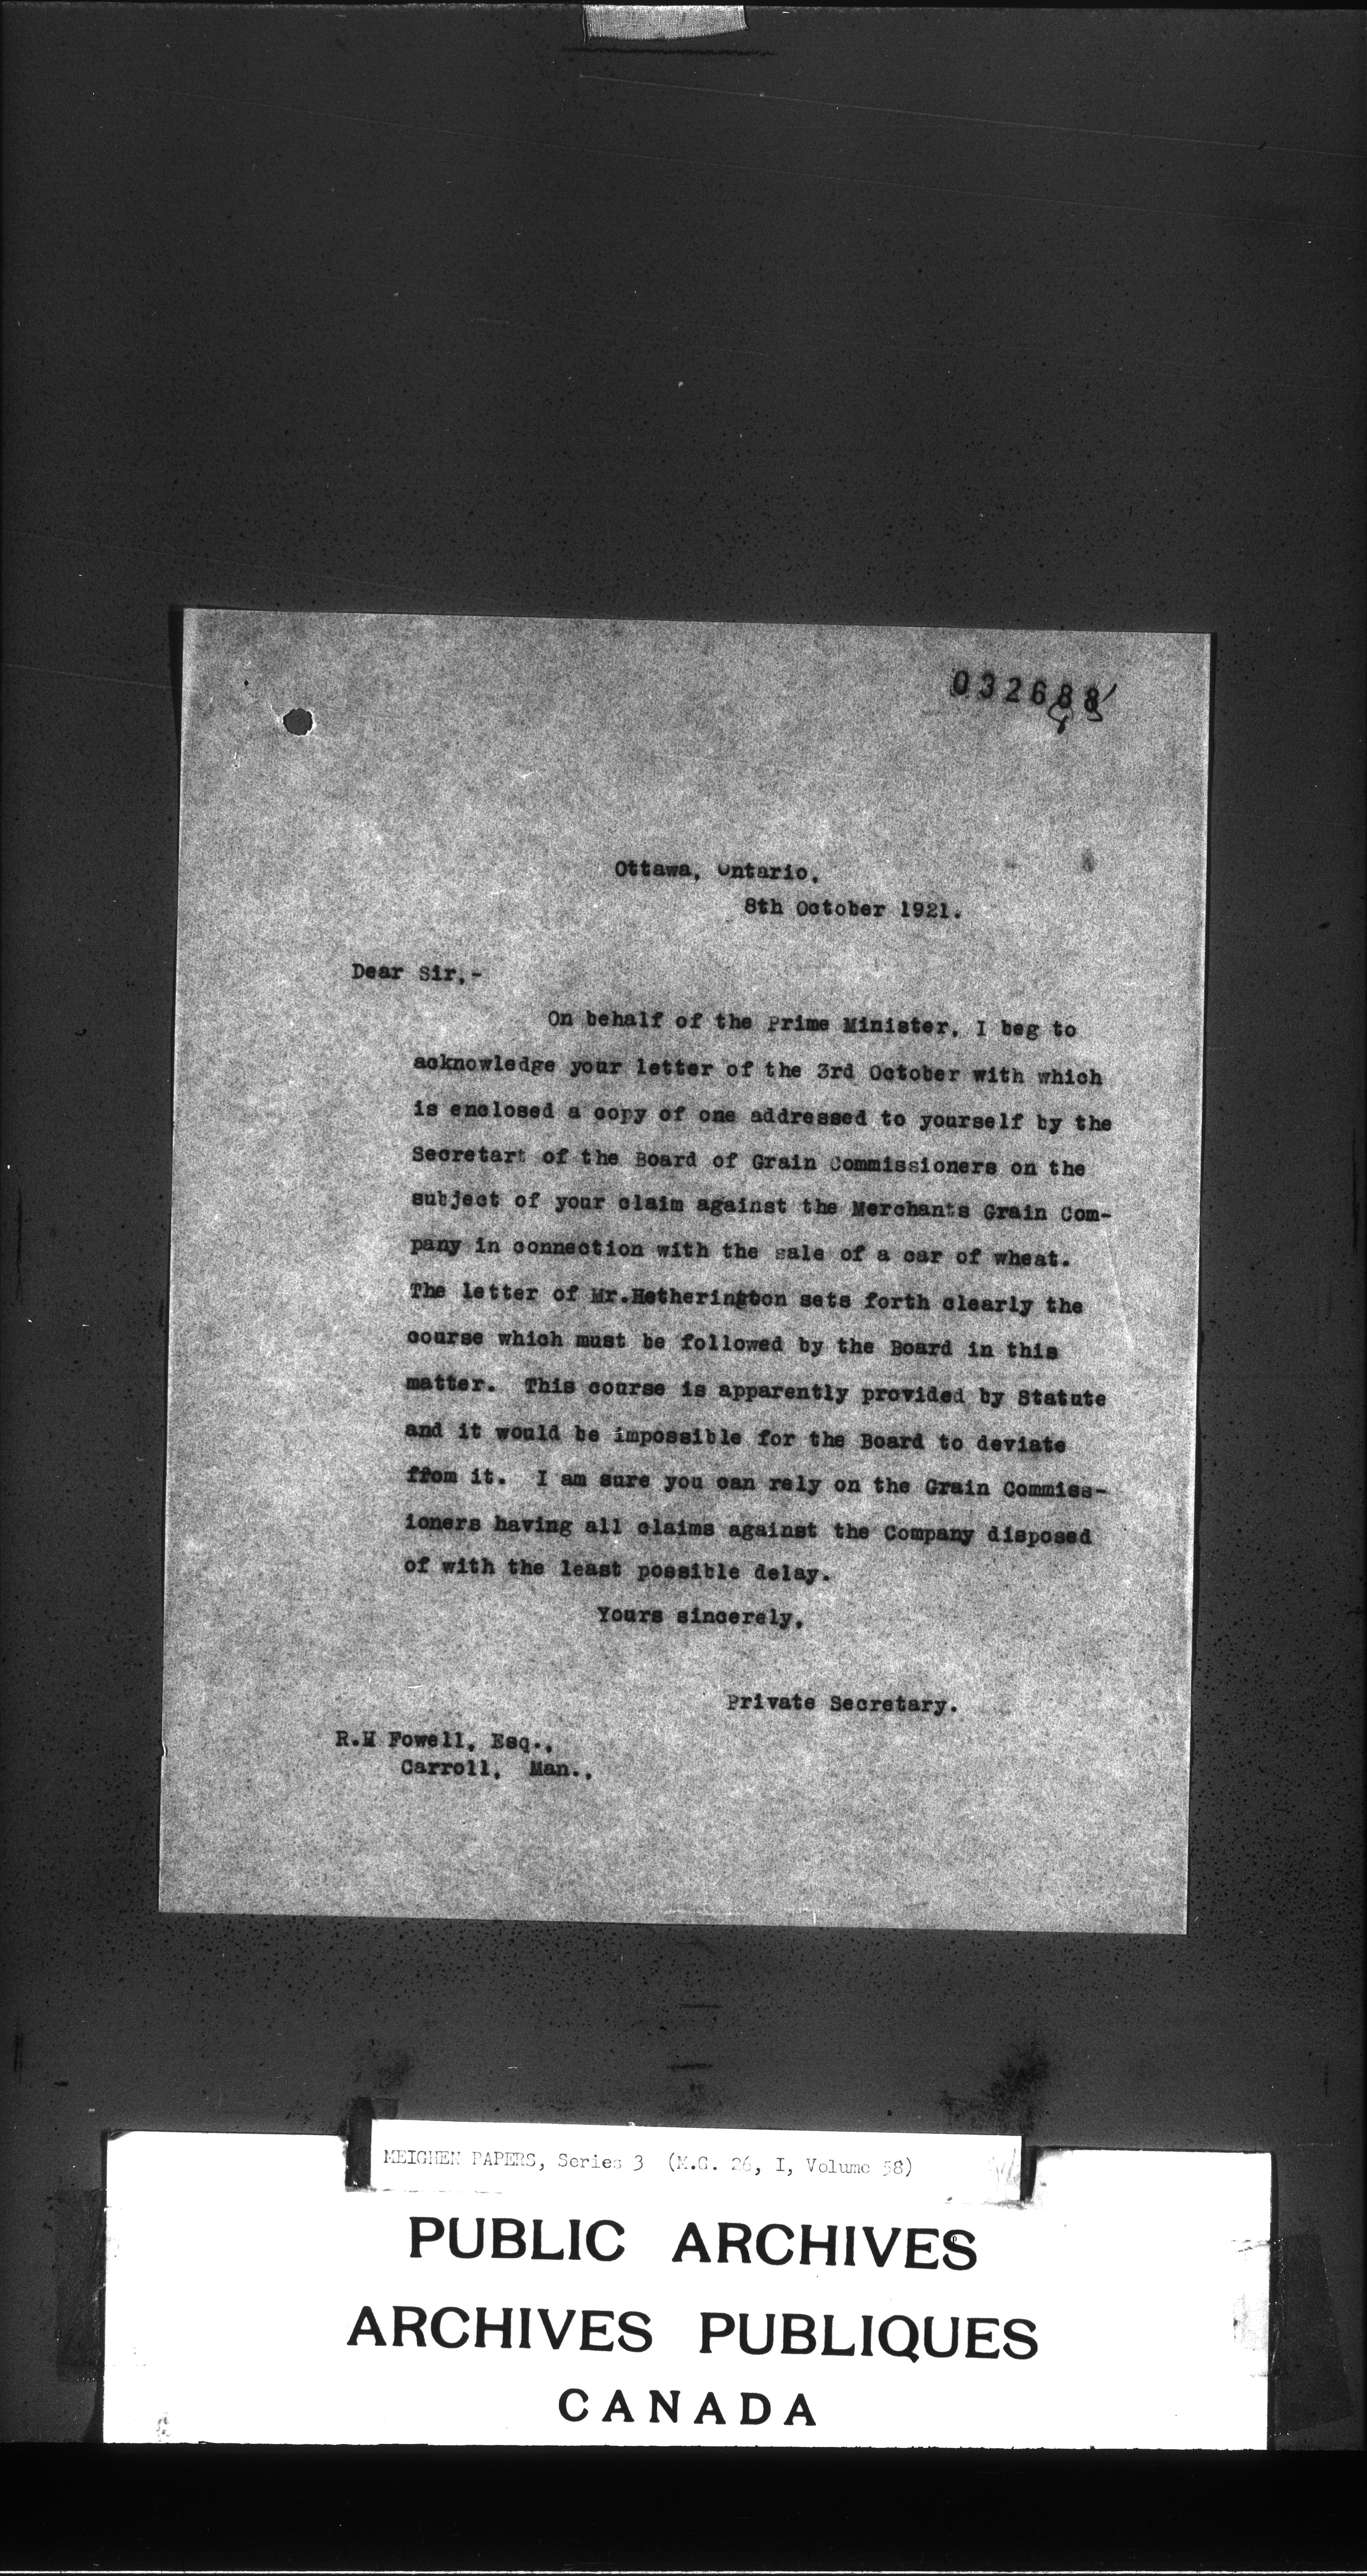 032688
Ottawa, Ontario,
8th October 1921.
Dear Sir,-
On behalf of the Prime Minister, I beg to
acknowledge your letter of the 3rd October with which
is enclosed a copy of one addressed to yourself by the
Secretart of the Board of Grain Commissioners on the
subject of your claim against the Merchants Grain Com-
pany in connection with the sale of a car of wheat.
The letter of Mr.Hetherington sets forth clearly the
course which must be followed by the Board in this
matter. This course is apparently provided by Statute
and it would be impossible for the Board to deviate
ffom it. I am sure you can rely on the Grain Commiss-
ioners having all claims against the Company disposed
of with the least possible delay.
Yours sincerely,
Private Secretary.
R.H Fowell, Esq.,
Carroll, Man.,
MEIGHEN PAPERS, Series 3 (M.G. 26, I, Volume 58)
PUBLIC ARCHIVES
ARCHIVES PUBLIQUES
CANADA